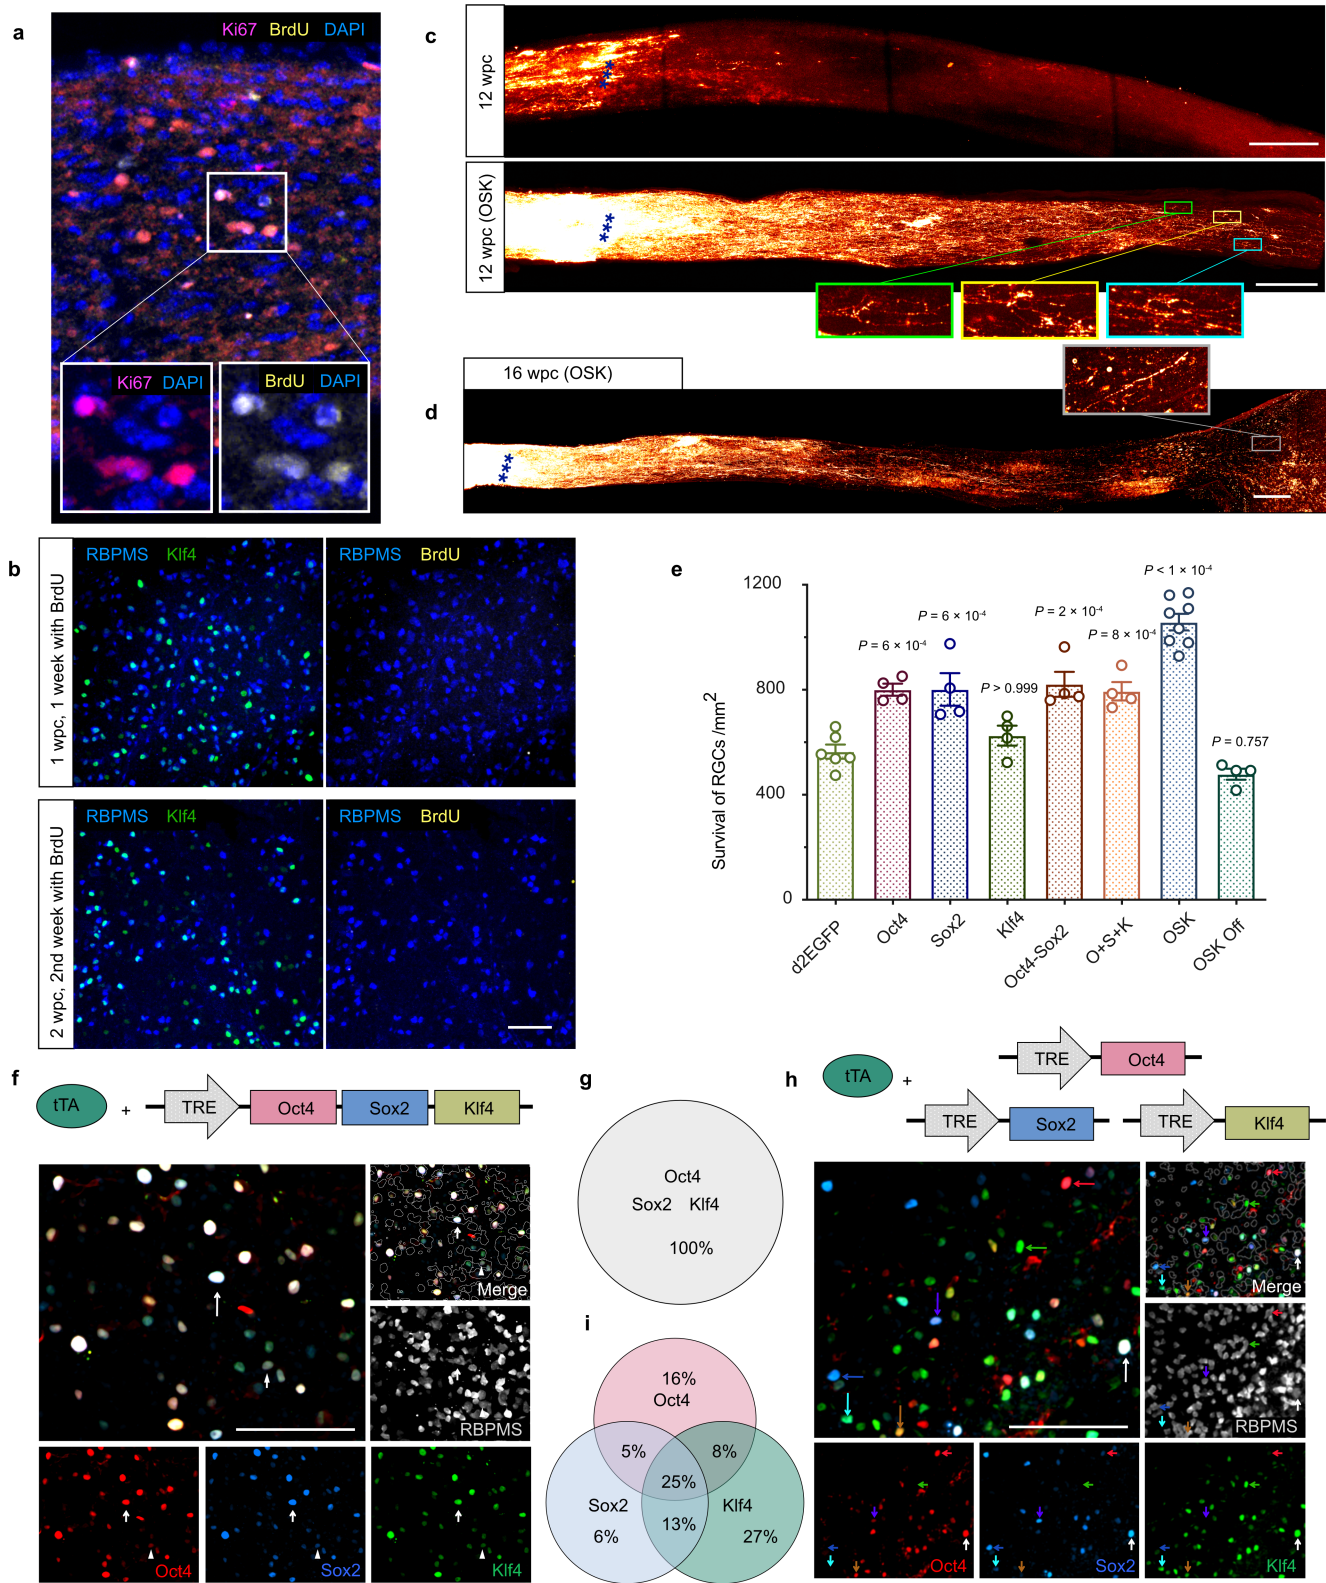 a
Ki67 BrdU DAPI
Ki67 DAPI
BrdU DAPI
b
1 wpc, 1 week with BrdU
RBPMS Klf4
RBPMS BrdU
2 wpc, 2nd week with BrdU
RBPMS Klf4
RBPMS BrdU
c
12 wpc
***
12 wpc (OSK)
***
d
16 wpc (OSK)
***
e
Survival of RGCs /mm2
1200
800
400
0
P = 6 × 10-4
P = 6 × 10-4
P > 0.999
P = 2 × 10-4
P = 8 × 10-4
P < 1 × 10-4
P = 0.757
d2EGFP
Oct4
Sox2
Klf4
Oct4-Sox2
O+S+K
OSK
OSK Off
f
tTA + TRE Oct4 Sox2 Klf4
Merge
RBPMS
Oct4
Sox2
Klf4
g
Oct4
Sox2 Klf4
100%
h
tTA +
TRE Oct4
TRE Sox2
TRE Klf4
Merge
RBPMS
Oct4
Sox2
Klf4
i
16%
Oct4
5%
8%
25%
Sox2
Klf4
6%
13%
27%